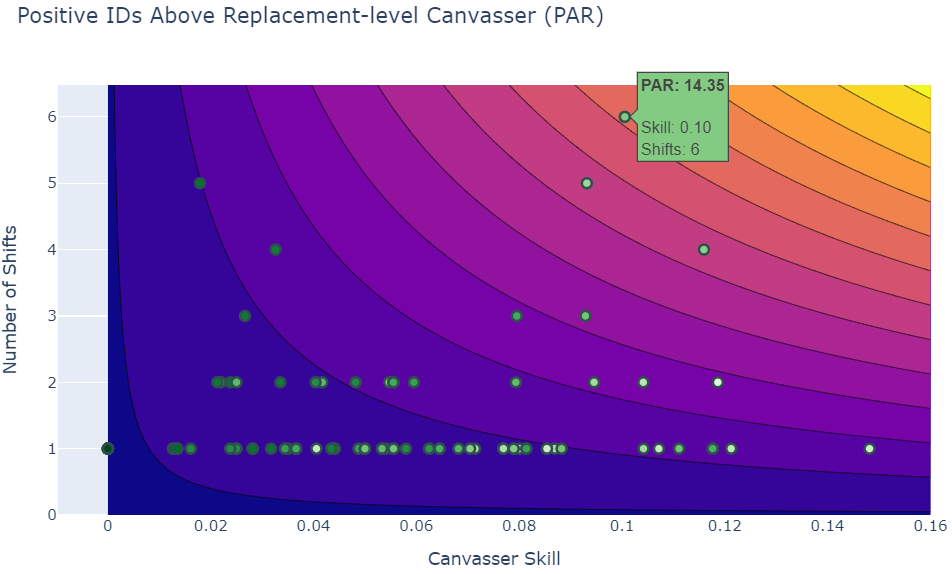 Positive IDs Above Replacement-level Canvasser (PAR)
PAR: 14.35
Skill: 0.10
Shifts: 6
Number of Shifts
6
5
4
3
2
1
0
0
0.02
0.04
0.06
0.08
0.1
0.12
0.14
0.16
Canvasser Skill